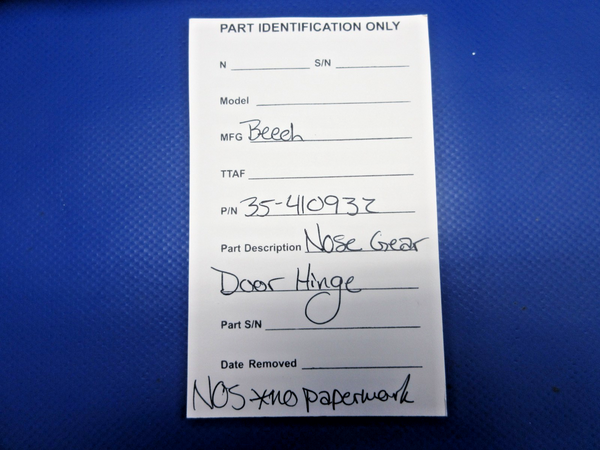 PART IDENTIFICATION ONLY
N S/N
Model
MFG Beech
TTAF
P/N 35-410932
Part Description Nose Gear
Door Hinge
Part S/N
Date Removed
NOS *no paperwork